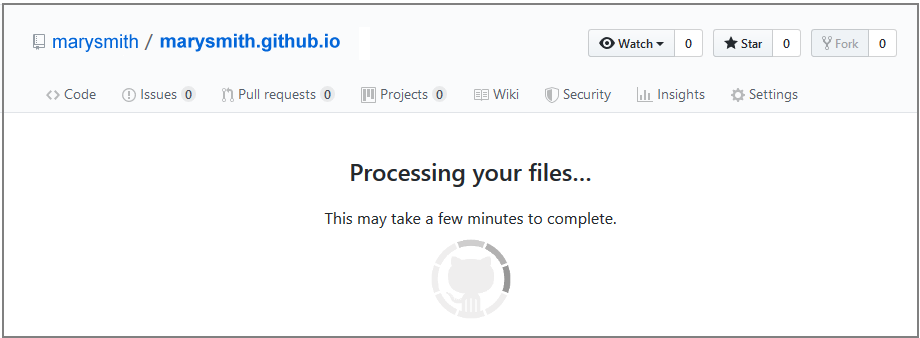 marysmith / marysmith.github.io
Watch 0 Star 0 Fork 0
Code Issues 0 Pull requests 0 Projects 0 Wiki Security Insights Settings
Processing your files…
This may take a few minutes to complete.